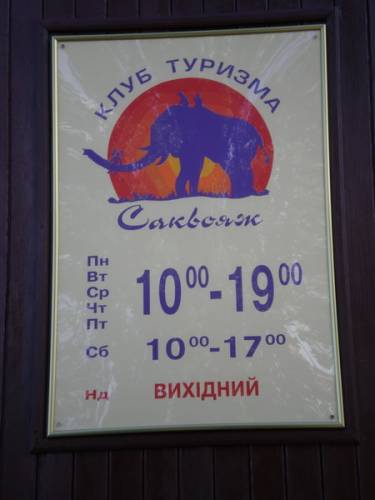 КЛУБ ТУРИЗМА
Саквояж
Пн
Вт
Ср
Чт
Пт
10⁰⁰-19⁰⁰
Сб 10⁰⁰-17⁰⁰
Нд ВИХІДНИЙ